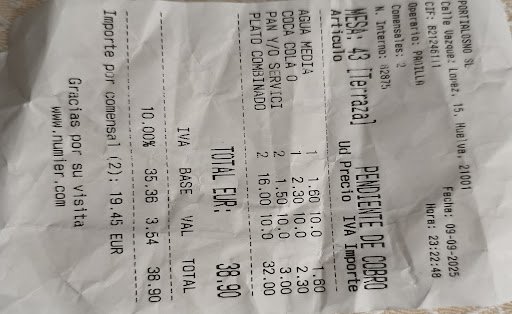 PORTIALOSNO SL
Calle Vazquez Lopez, 15, Huelva, 21001
CIF: B21246111 Fecha: 09-09-2025
Operario: PADILLA Hora: 23:22:48
Comensales: 2
N. Interno: 82875
MESA: 43 [Terraza] PENDIENTE DE COBRO
Artículo Ud Precio IVA Importe
AGUA MEDIA 1 1.60 10.0 1.60
COCA COLA 0 1 2.30 10.0 2.30
PAN Y/O SERVICI 2 1.50 10.0 3.00
PLATO COMBINADO 2 16.00 10.0 32.00
TOTAL EUR: 38.90
IVA BASE VAL TOTAL
10.00% 35.36 3.54 38.90
Importe por comensal (2): 19.45 EUR
Gracias por su visita
www.numier.com